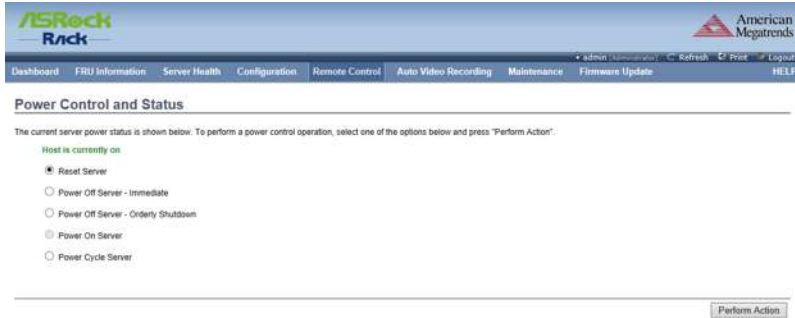 ASRock
Rack
American
Megatrends
• admin (Administrator) Refresh Print Logout
Dashboard FRU Information Server Health Configuration Remote Control Auto Video Recording Maintenance Firmware Update HELP
Power Control and Status
The current server power status is shown below. To perform a power control operation, select one of the options below and press "Perform Action".
Host is currently on
Reset Server
Power Off Server - Immediate
Power Off Server - Orderly Shutdown
Power On Server
Power Cycle Server
Perform Action